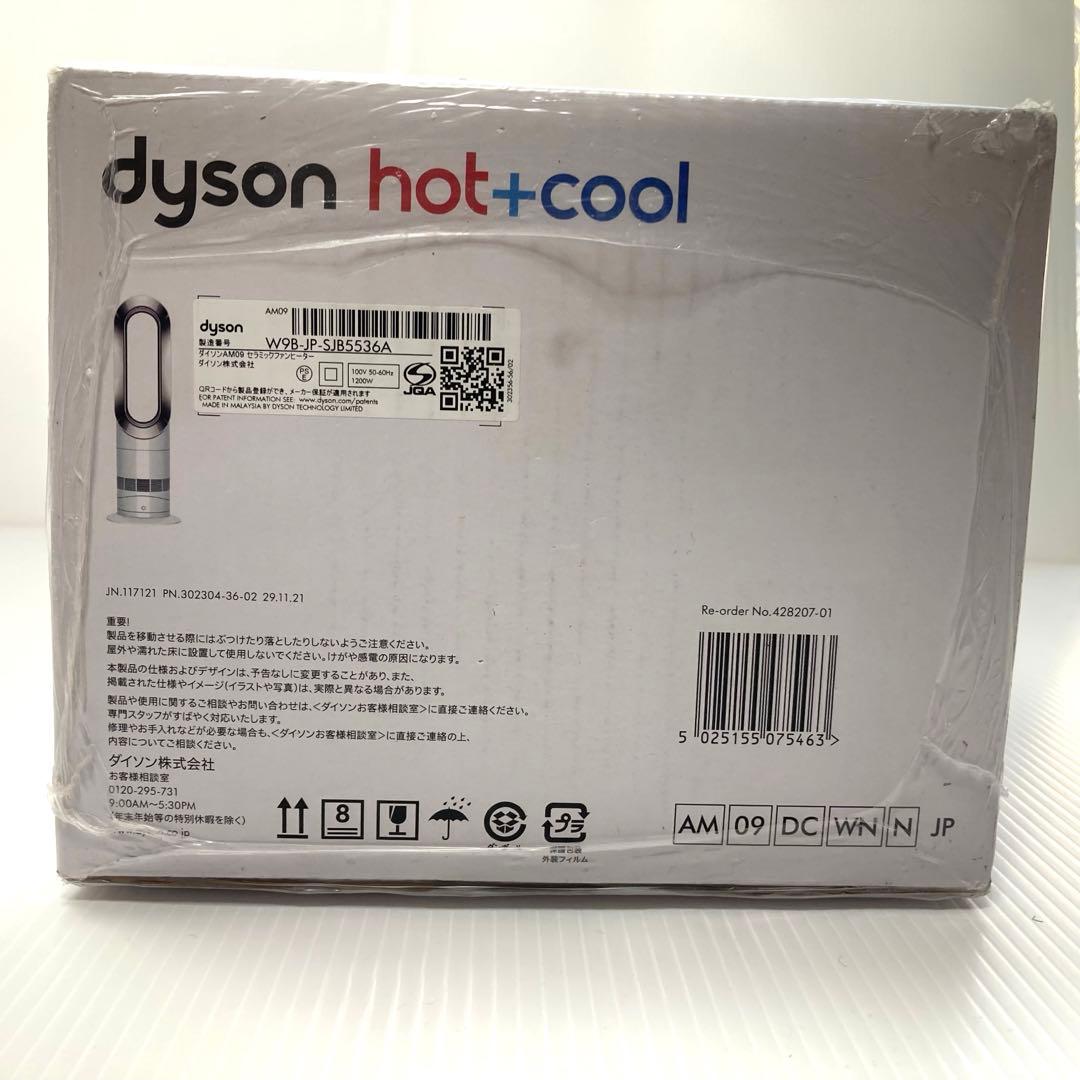 dyson hot+cool
AM09
dyson
製造番号 W9B-JP-SJB5536A
ダイソンAM09 セラミックファンヒーター
ダイソン株式会社
PSE
100V 50-60Hz
1200W
JQA
302356-56/02
QRコードから製品登録ができ、メーカー保証が適用されます
FOR PATENT INFORMATION SEE: www.dyson.com/patents
MADE IN MALAYSIA BY DYSON TECHNOLOGY LIMITED
JN.117121 PN.302304-36-02 29.11.21
重要!
製品を移動させる際にはぶつけたり落としたりしないようご注意ください。
屋外や濡れた床に設置して使用しないでください。けがや感電の原因になります。
本製品の仕様およびデザインは、予告なしに変更することがあり、また、
掲載された仕様やイメージ(イラストや写真)は、実際と異なる場合があります。
製品や使用に関するご相談やお問い合わせは、<ダイソンお客様相談室>に直接ご連絡ください。
専門スタッフがすばやく対応いたします。
修理やお手入れなどが必要な場合も、<ダイソンお客様相談室>に直接ご連絡の上、
内容についてご相談ください。
ダイソン株式会社
お客様相談室
0120-295-731
9:00AM〜5:30PM
(年末年始等の特別休暇を除く)
Re-order No.428207-01
5 025155 075463 >
8
プラ
外装フィルム
AM 09 DC WN N JP